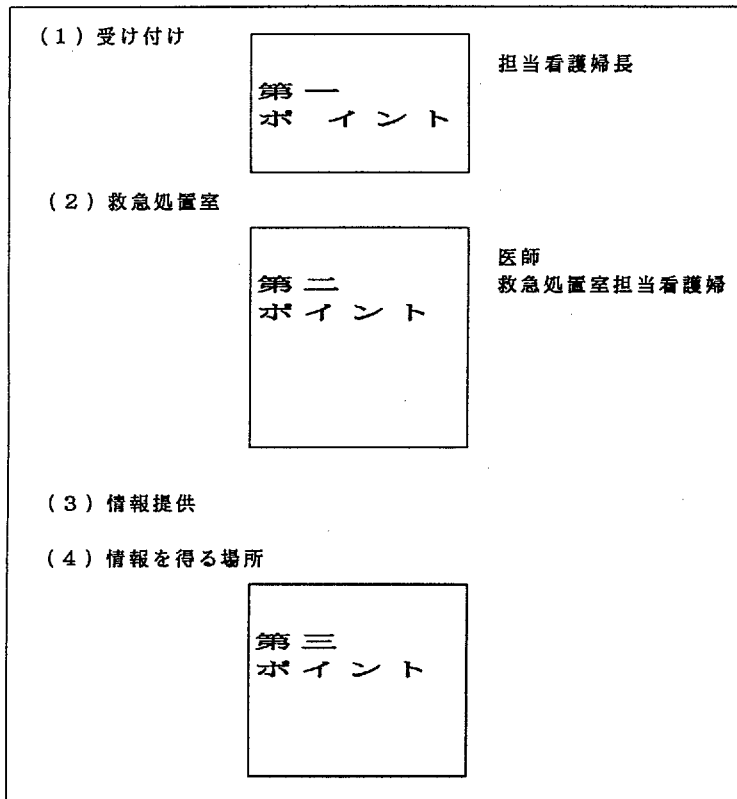 (1)受け付け
担当看護婦長
第一
ポイント
(2)救急処置室
医師
救急処置室担当看護婦
第二
ポイント
(3)情報提供
(4)情報を得る場所
第三
ポイント